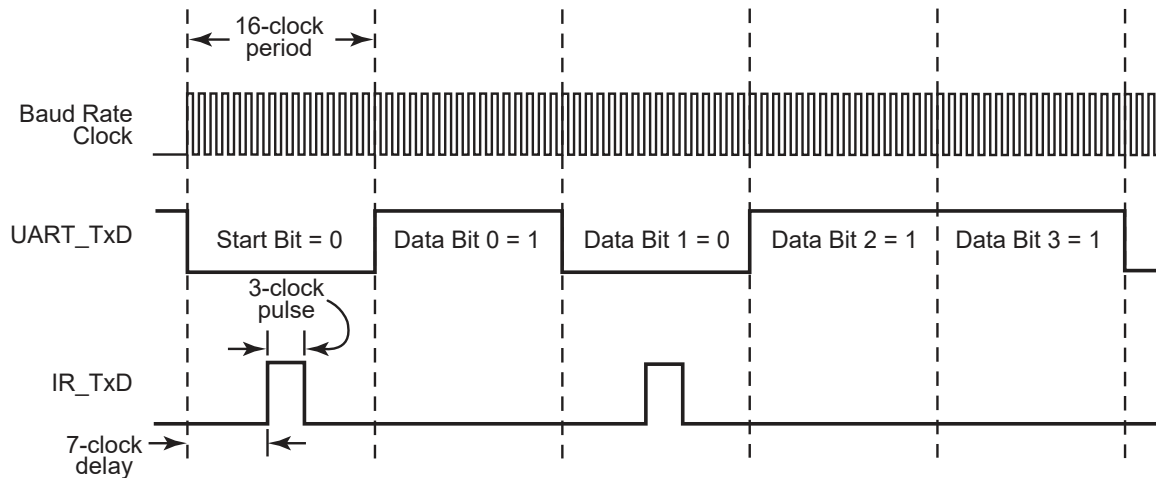 16-clock
period
Baud Rate
Clock
UART_TxD
Start Bit = 0
Data Bit 0 = 1
Data Bit 1 = 0
Data Bit 2 = 1
Data Bit 3 = 1
3-clock
pulse
IR_TxD
7-clock
delay